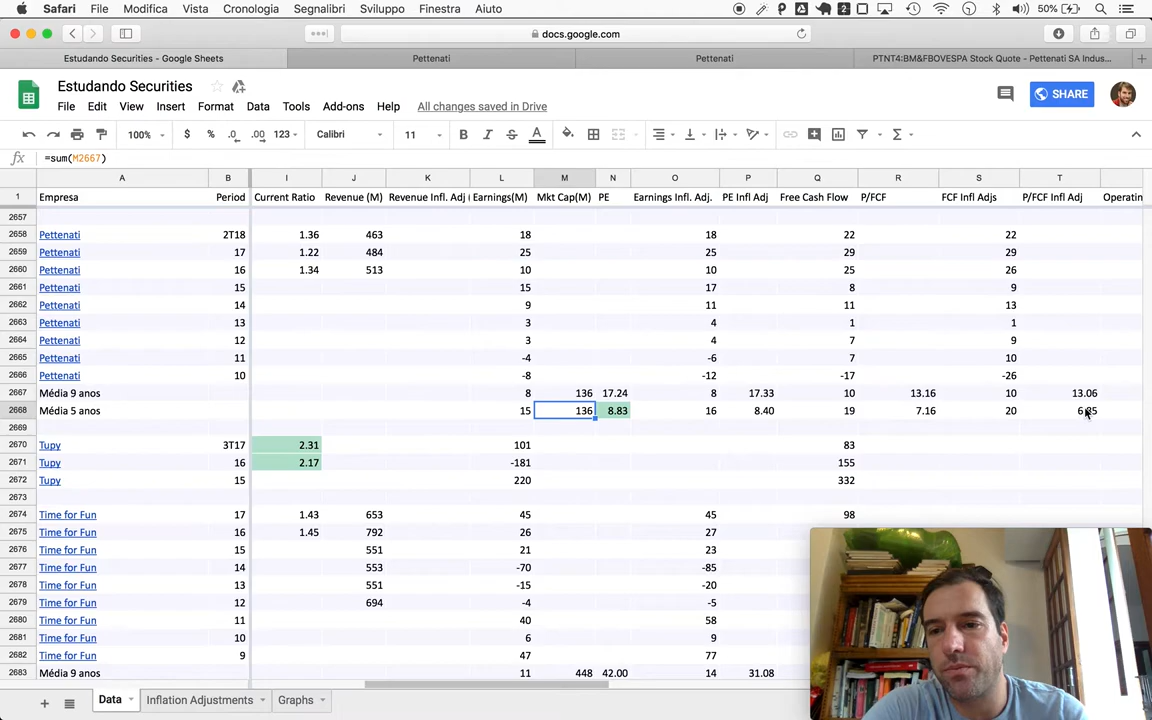 Safari File Modifica Vista Cronologia Segnalibri Sviluppo Finestra Aiuto 2 50%
docs.google.com
Estudando Securities - Google Sheets Pettenati Pettenati PTNT4:BM&FBOVESPA Stock Quote - Pettenati SA Indus...
Estudando Securities
File Edit View Insert Format Data Tools Add-ons Help All changes saved in Drive SHARE
100% $ % .0 .00 123 Calibri 11 B I S A Σ
fx =sum(M2667)
A B I J K L M N O P Q R S T
1 Empresa Period Current Ratio Revenue (M) Revenue Infl. Adj ( Earnings(M) Mkt Cap(M) PE Earnings Infl. Adj. PE Infl Adj Free Cash Flow P/FCF FCF Infl Adjs P/FCF Infl Adj Operatin
2657
2658 Pettenati 2T18 1.36 463 18 18 22 22
2659 Pettenati 17 1.22 484 25 25 29 29
2660 Pettenati 16 1.34 513 10 10 25 26
2661 Pettenati 15 15 17 8 9
2662 Pettenati 14 9 11 11 13
2663 Pettenati 13 3 4 1 1
2664 Pettenati 12 3 4 7 9
2665 Pettenati 11 -4 -6 7 10
2666 Pettenati 10 -8 -12 -17 -26
2667 Média 9 anos 8 136 17.24 8 17.33 10 13.16 10 13.06
2668 Média 5 anos 15 136 8.83 16 8.40 19 7.16 20
2669
2670 Tupy 3T17 2.31 101 83
2671 Tupy 16 2.17 -181 155
2672 Tupy 15 220 332
2673
2674 Time for Fun 17 1.43 653 45 45 98
2675 Time for Fun 16 1.45 792 26 27
2676 Time for Fun 15 551 21 23
2677 Time for Fun 14 553 -70 -85
2678 Time for Fun 13 551 -15 -20
2679 Time for Fun 12 694 -4 -5
2680 Time for Fun 11 40 58
2681 Time for Fun 10 6 9
2682 Time for Fun 9 47 77
2683 Média 9 anos 11 448 42.00 14 31.08
Data Inflation Adjustments Graphs